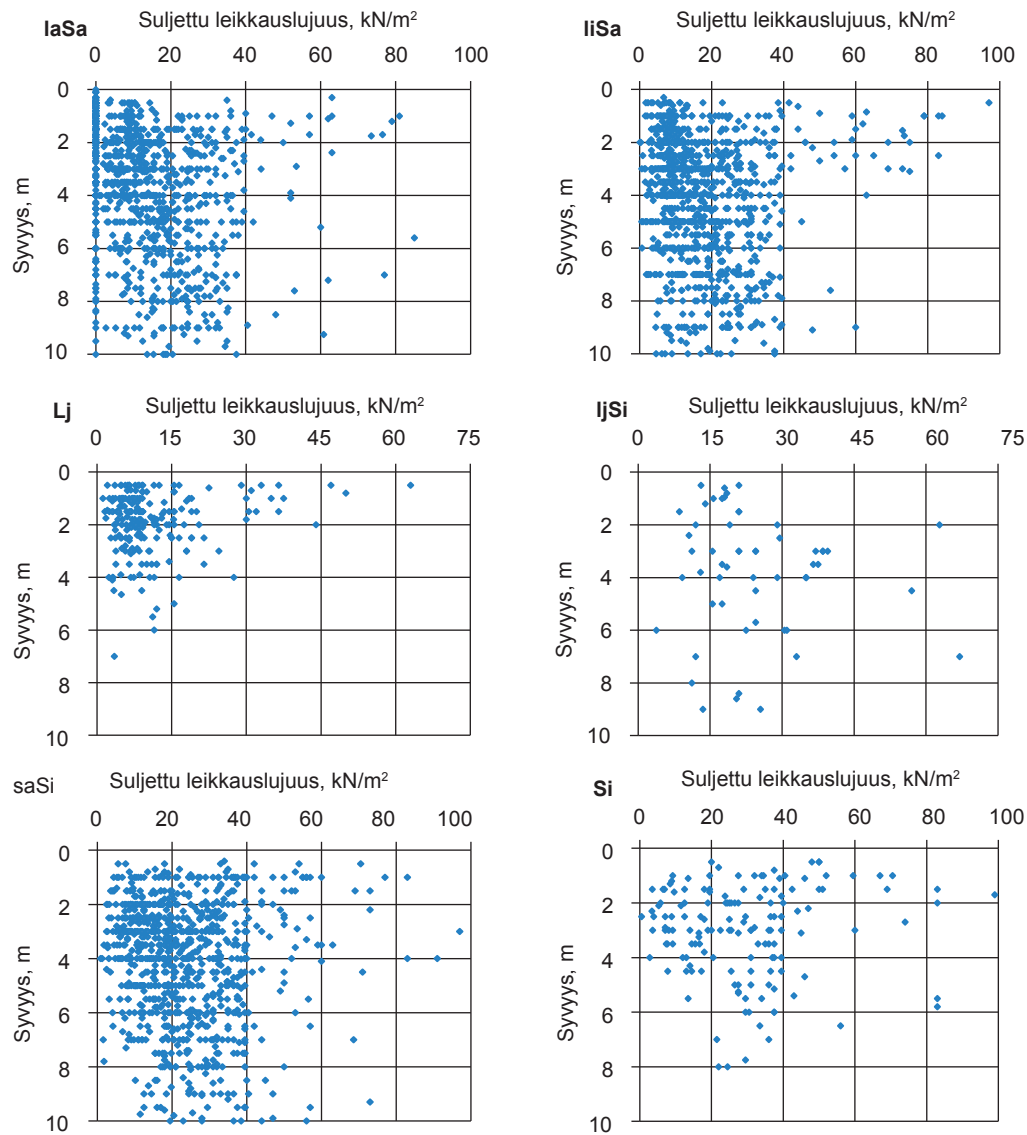 laSa Suljettu leikkauslujuus, kN/m²
0 20 40 60 80 100
0
2
4
6
8
10
Syvyys, m
liSa Suljettu leikkauslujuus, kN/m²
0 20 40 60 80 100
0
2
4
6
8
10
Syvyys, m
Lj Suljettu leikkauslujuus, kN/m²
0 15 30 45 60 75
0
2
4
6
8
10
Syvyys, m
ljSi Suljettu leikkauslujuus, kN/m²
0 15 30 45 60 75
0
2
4
6
8
10
Syvyys, m
saSi Suljettu leikkauslujuus, kN/m²
0 20 40 60 80 100
0
2
4
6
8
10
Syvyys, m
Si Suljettu leikkauslujuus, kN/m²
0 20 40 60 80 100
0
2
4
6
8
10
Syvyys, m